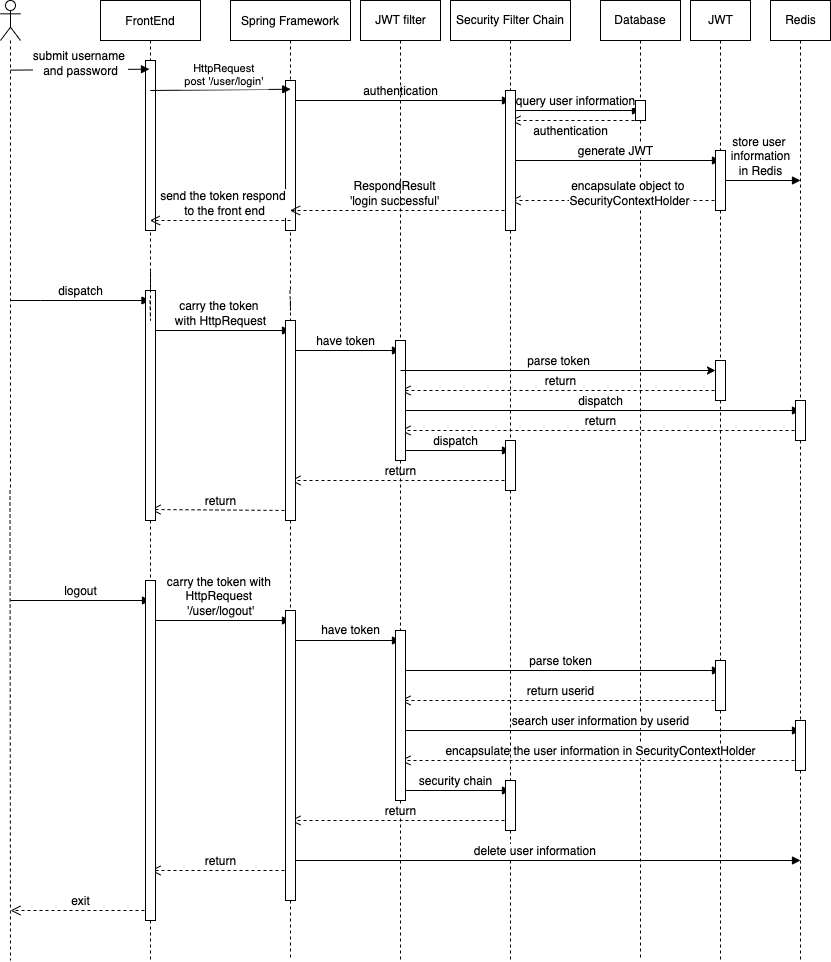 FrontEnd
Spring Framework
JWT filter
Security Filter Chain
Database
JWT
Redis
submit username
and password
HttpRequest
post '/user/login'
authentication
query user information
authentication
generate JWT
store user
information
in Redis
send the token respond
to the front end
RespondResult
'login successful'
encapsulate object to
SecurityContextHolder
dispatch
carry the token
with HttpRequest
have token
parse token
return
dispatch
return
dispatch
return
return
logout
carry the token with
HttpRequest
'/user/logout'
have token
parse token
return userid
search user information by userid
encapsulate the user information in SecurityContextHolder
security chain
return
delete user information
return
exit